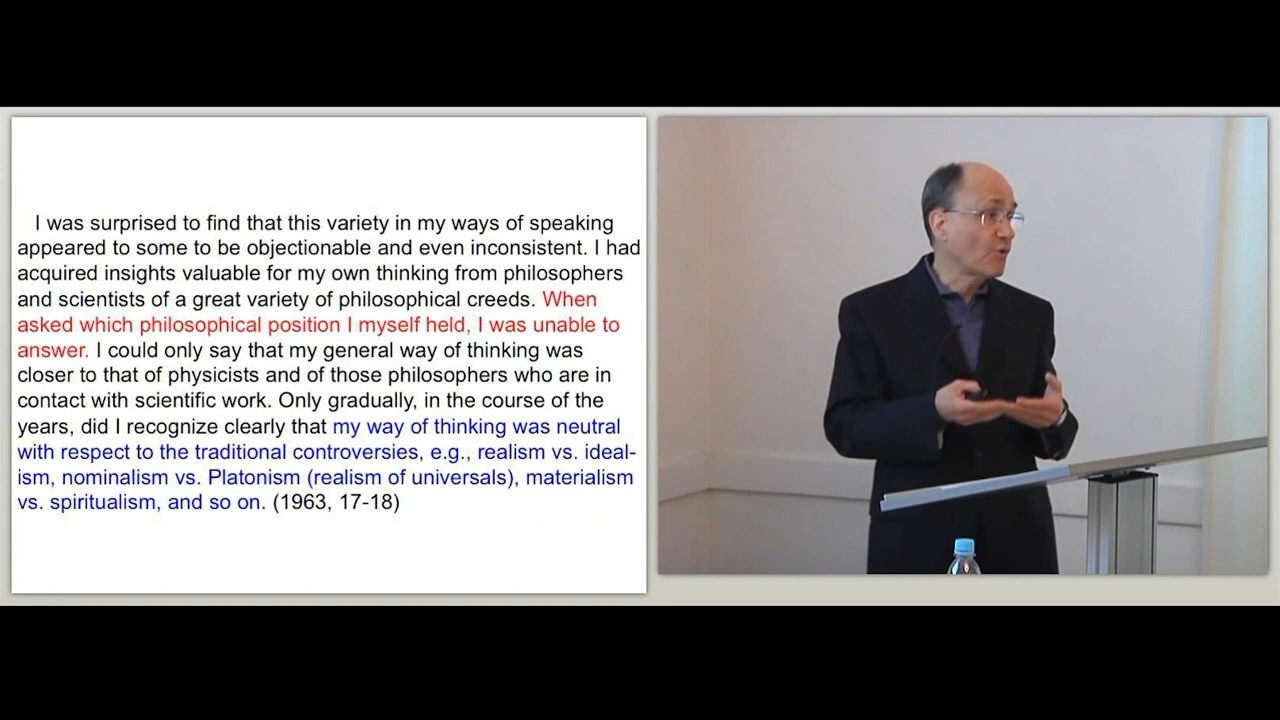 I was surprised to find that this variety in my ways of speaking
appeared to some to be objectionable and even inconsistent. I had
acquired insights valuable for my own thinking from philosophers
and scientists of a great variety of philosophical creeds. When
asked which philosophical position I myself held, I was unable to
answer. I could only say that my general way of thinking was
closer to that of physicists and of those philosophers who are in
contact with scientific work. Only gradually, in the course of the
years, did I recognize clearly that my way of thinking was neutral
with respect to the traditional controversies, e.g., realism vs. ideal-
ism, nominalism vs. Platonism (realism of universals), materialism
vs. spiritualism, and so on. (1963, 17-18)